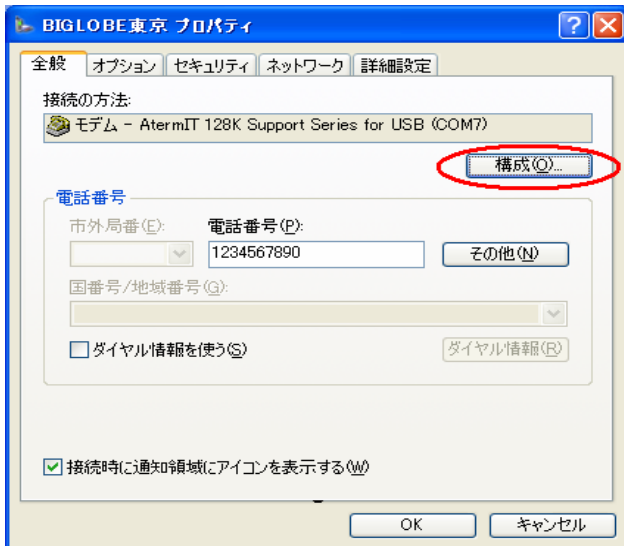 BIGLOBE東京 プロパティ
全般 オプション セキュリティ ネットワーク 詳細設定
接続の方法:
モデム - AtermIT 128K Support Series for USB (COM7)
構成(O)...
電話番号
市外局番(E): 電話番号(P):
1234567890 その他(N)
国番号/地域番号(G):
ダイヤル情報を使う(S) ダイヤル情報(R)
接続時に通知領域にアイコンを表示する(W)
OK キャンセル